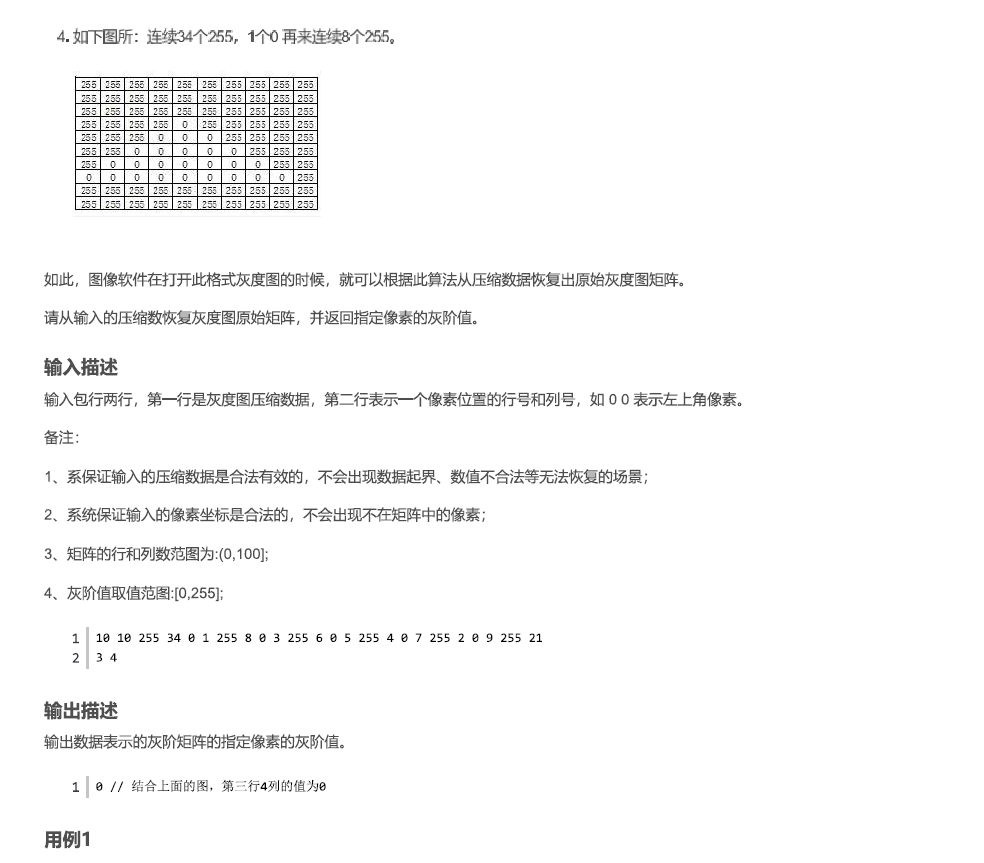 4. 如下图所：连续34个255，1个0 再来连续8个255。
255 255 255 255 255 255 255 255 255 255
255 255 255 255 255 255 255 255 255 255
255 255 255 255 255 255 255 255 255 255
255 255 255 255 0 255 255 255 255 255
255 255 255 0 0 0 255 255 255 255
255 255 0 0 0 0 0 255 255 255
255 0 0 0 0 0 0 0 255 255
0 0 0 0 0 0 0 0 0 255
255 255 255 255 255 255 255 255 255 255
255 255 255 255 255 255 255 255 255 255
如此，图像软件在打开此格式灰度图的时候，就可以根据此算法从压缩数据恢复出原始灰度图矩阵。
请从输入的压缩数恢复灰度图原始矩阵，并返回指定像素的灰阶值。
输入描述
输入包行两行，第一行是灰度图压缩数据，第二行表示一个像素位置的行号和列号，如 0 0 表示左上角像素。
备注：
1、系保证输入的压缩数据是合法有效的，不会出现数据起界、数值不合法等无法恢复的场景；
2、系统保证输入的像素坐标是合法的，不会出现不在矩阵中的像素；
3、矩阵的行和列数范图为:(0,100];
4、灰阶值取值范图:[0,255];
1 10 10 255 34 0 1 255 8 0 3 255 6 0 5 255 4 0 7 255 2 0 9 255 21
2 3 4
输出描述
输出数据表示的灰阶矩阵的指定像素的灰阶值。
1 0 // 结合上面的图，第三行4列的值为0
用例1